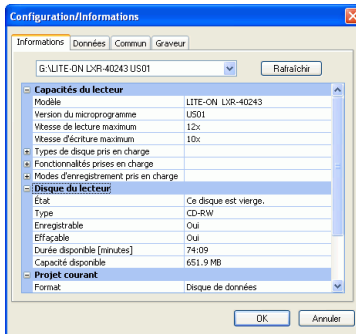 Configuration/Informations
Informations Données Commun Graveur
G:\LITE-ON LXR-40243 US01 Rafraîchir
Capacités du lecteur
Modèle LITE-ON LXR-40243
Version du microprogramme US01
Vitesse de lecture maximum 12x
Vitesse d'écriture maximum 10x
Types de disque pris en charge
Fonctionnalités prises en charge
Modes d'enregistrement pris en charge
Disque du lecteur
État Ce disque est vierge.
Type CD-RW
Enregistrable Oui
Effaçable Oui
Durée disponible [minutes] 74:09
Capacité disponible 651.9 MB
Projet courant
Format Disque de données
OK Annuler